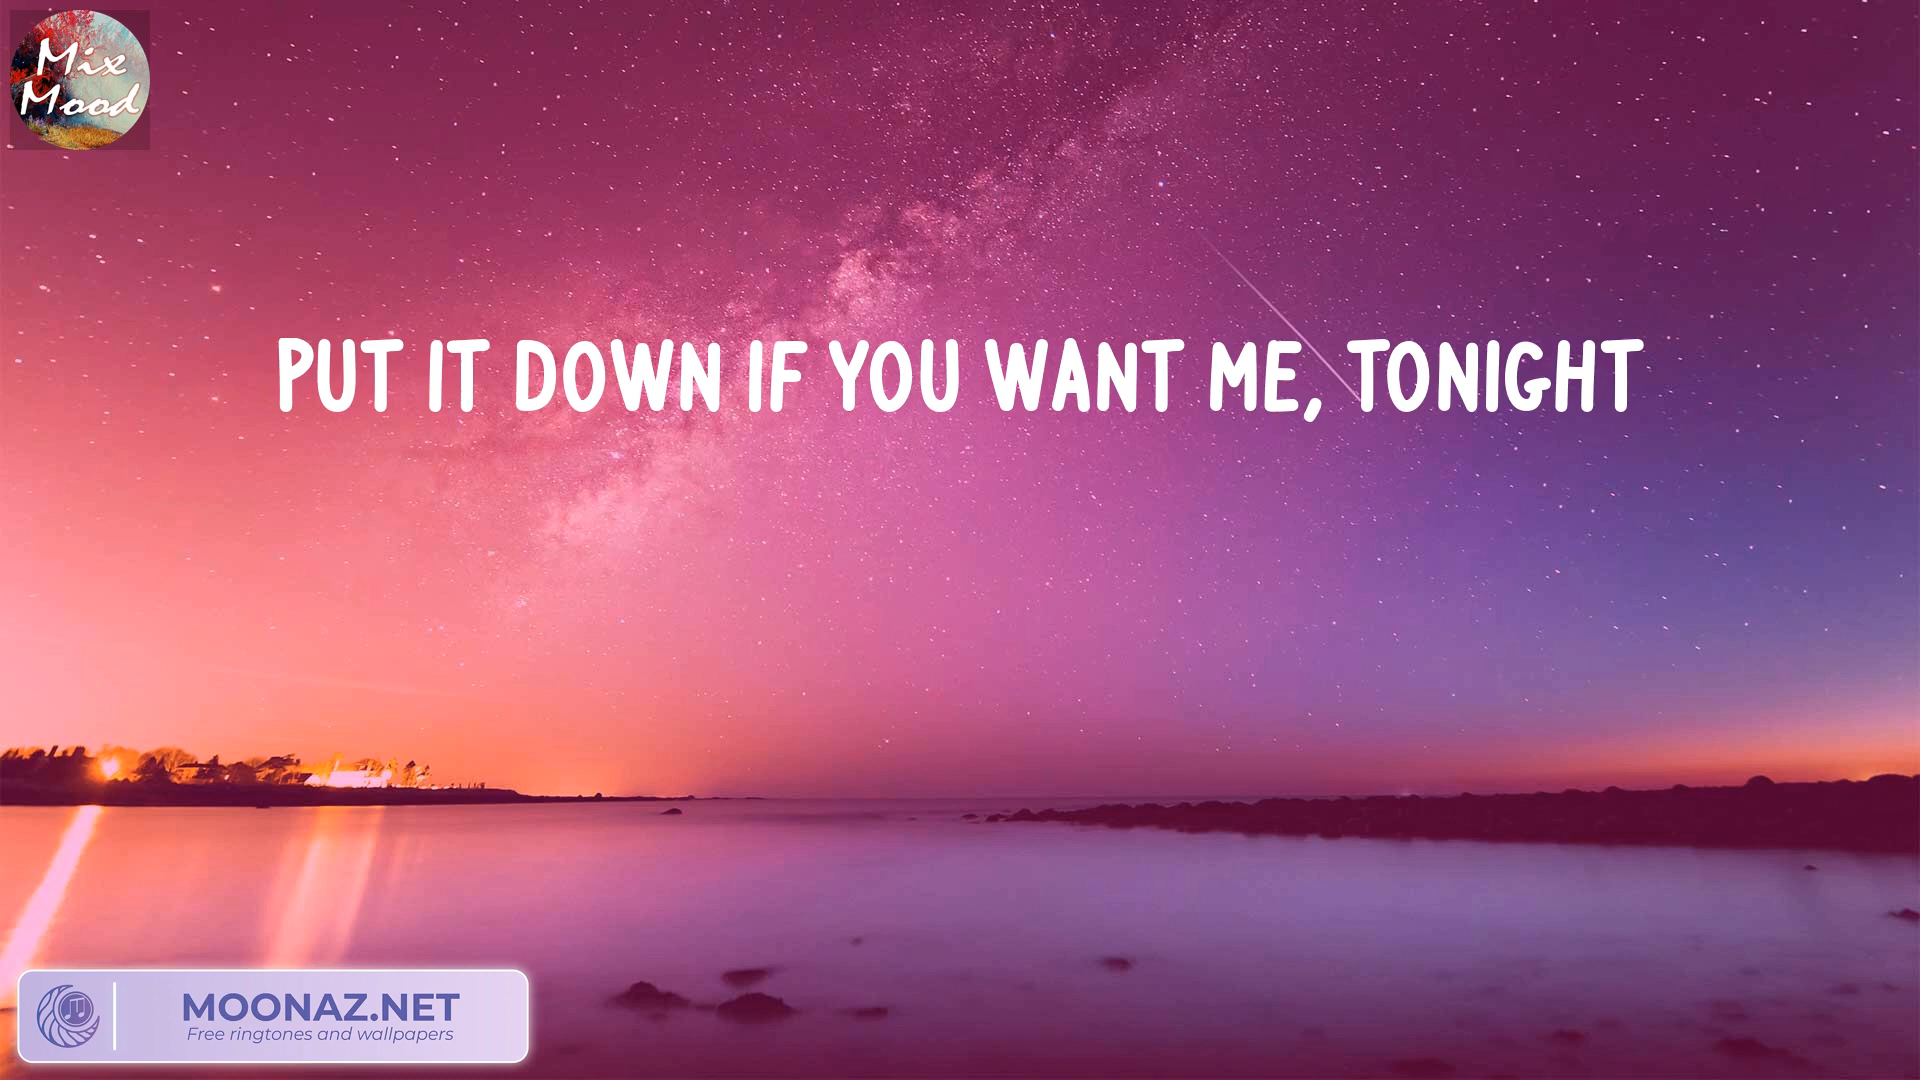 Mix
Mood
PUT IT DOWN IF YOU WANT ME, TONIGHT
MOONAZ.NET
Free ringtones and wallpapers